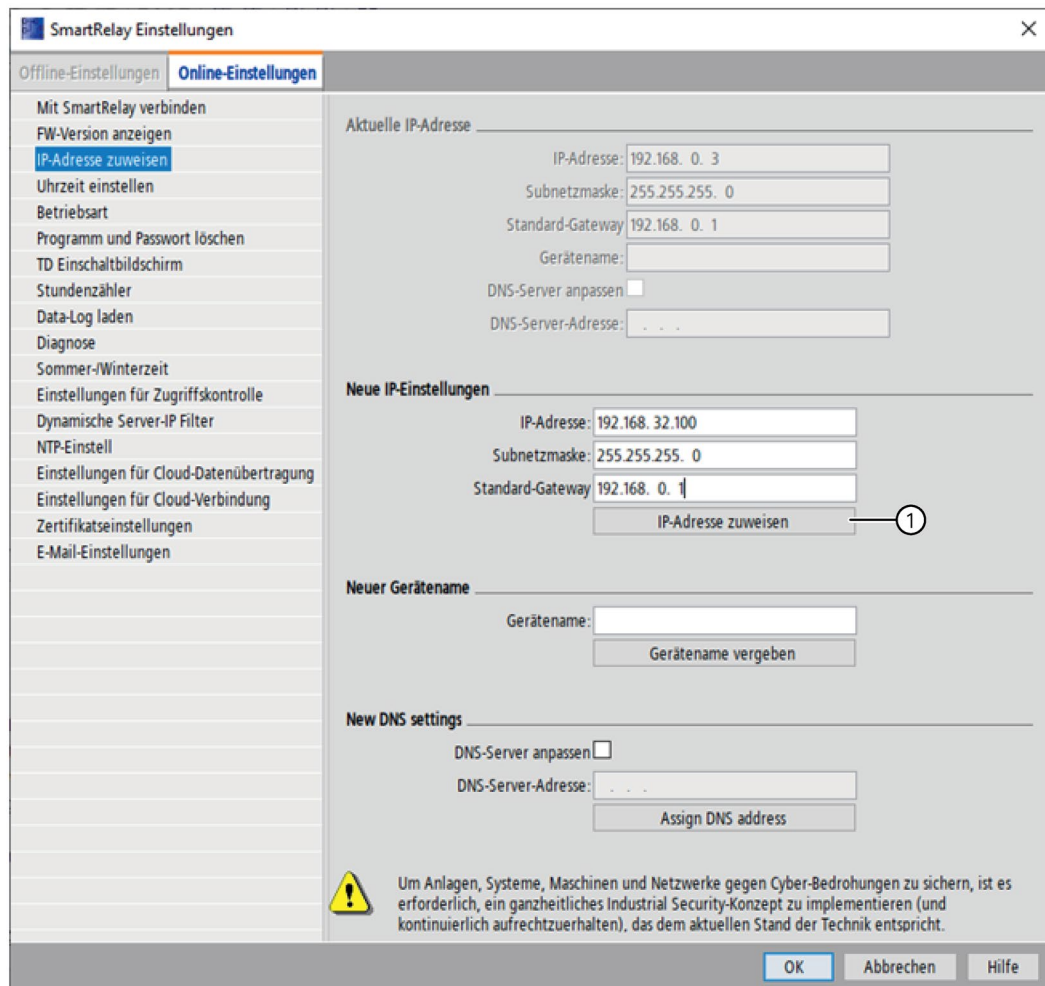 SmartRelay Einstellungen
Offline-Einstellungen Online-Einstellungen
Mit SmartRelay verbinden
FW-Version anzeigen
IP-Adresse zuweisen
Uhrzeit einstellen
Betriebsart
Programm und Passwort löschen
TD Einschaltbildschirm
Stundenzähler
Data-Log laden
Diagnose
Sommer-/Winterzeit
Einstellungen für Zugriffskontrolle
Dynamische Server-IP Filter
NTP-Einstell
Einstellungen für Cloud-Datenübertragung
Einstellungen für Cloud-Verbindung
Zertifikatseinstellungen
E-Mail-Einstellungen
Aktuelle IP-Adresse
IP-Adresse: 192.168. 0. 3
Subnetzmaske: 255.255.255. 0
Standard-Gateway 192.168. 0. 1
Gerätename:
DNS-Server anpassen
DNS-Server-Adresse: . . .
Neue IP-Einstellungen
IP-Adresse: 192.168. 32.100
Subnetzmaske: 255.255.255. 0
Standard-Gateway 192.168. 0. 1
IP-Adresse zuweisen 1
Neuer Gerätename
Gerätename:
Gerätename vergeben
New DNS settings
DNS-Server anpassen
DNS-Server-Adresse: . . .
Assign DNS address
Um Anlagen, Systeme, Maschinen und Netzwerke gegen Cyber-Bedrohungen zu sichern, ist es
erforderlich, ein ganzheitliches Industrial Security-Konzept zu implementieren (und
kontinuierlich aufrechtzuerhalten), das dem aktuellen Stand der Technik entspricht.
OK Abbrechen Hilfe